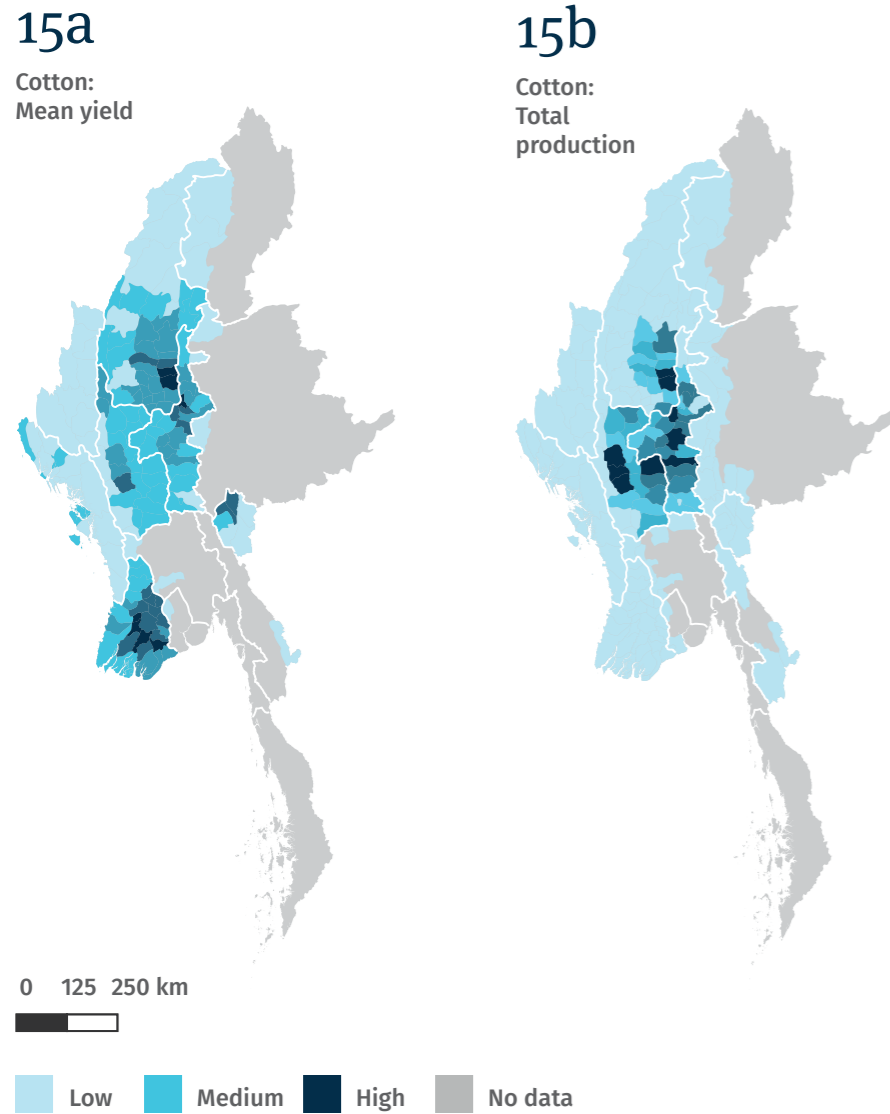 15a
Cotton:
Mean yield
15b
Cotton:
Total
production
0 125 250 km
Low Medium High No data